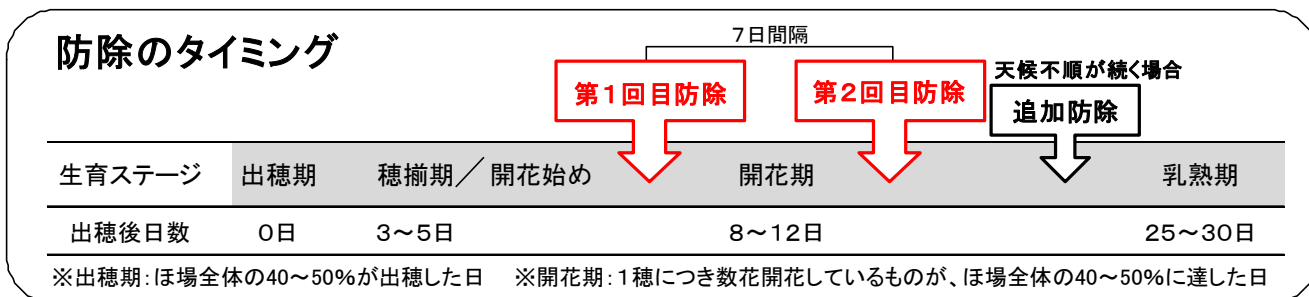 防除のタイミング
7日間隔
第1回目防除
第2回目防除
天候不順が続く場合
追加防除
生育ステージ 出穂期 穂揃期／開花始め 開花期 乳熟期
出穂後日数 0日 3～5日 8～12日 25～30日
※出穂期：ほ場全体の40～50%が出穂した日 ※開花期：1穂につき数花開花しているものが、ほ場全体の40～50%に達した日